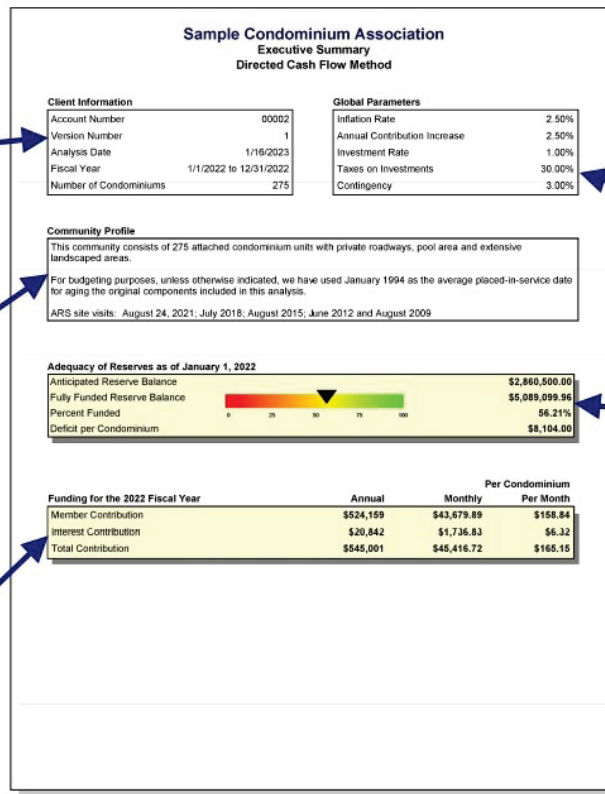 Sample Condominium Association
Executive Summary
Directed Cash Flow Method
Client Information
Account Number 00002
Version Number 1
Analysis Date 1/16/2023
Fiscal Year 1/1/2022 to 12/31/2022
Number of Condominiums 275
Global Parameters
Inflation Rate 2.50%
Annual Contribution Increase 2.50%
Investment Rate 1.00%
Taxes on Investments 30.00%
Contingency 3.00%
Community Profile
This community consists of 275 attached condominium units with private roadways, pool area and extensive
landscaped areas.
For budgeting purposes, unless otherwise indicated, we have used January 1994 as the average placed-in-service date
for aging the original components included in this analysis.
ARS site visits: August 24, 2021; July 2018; August 2015; June 2012 and August 2009
Adequacy of Reserves as of January 1, 2022
Anticipated Reserve Balance $2,860,500.00
Fully Funded Reserve Balance $5,089,099.96
Percent Funded 56.21%
Deficit per Condominium $8,104.00
0 25 50 75 100
Per Condominium
Funding for the 2022 Fiscal Year Annual Monthly Per Month
Member Contribution $524,159 $43,679.89 $158.84
Interest Contribution $20,842 $1,736.83 $6.32
Total Contribution $545,001 $45,416.72 $165.15